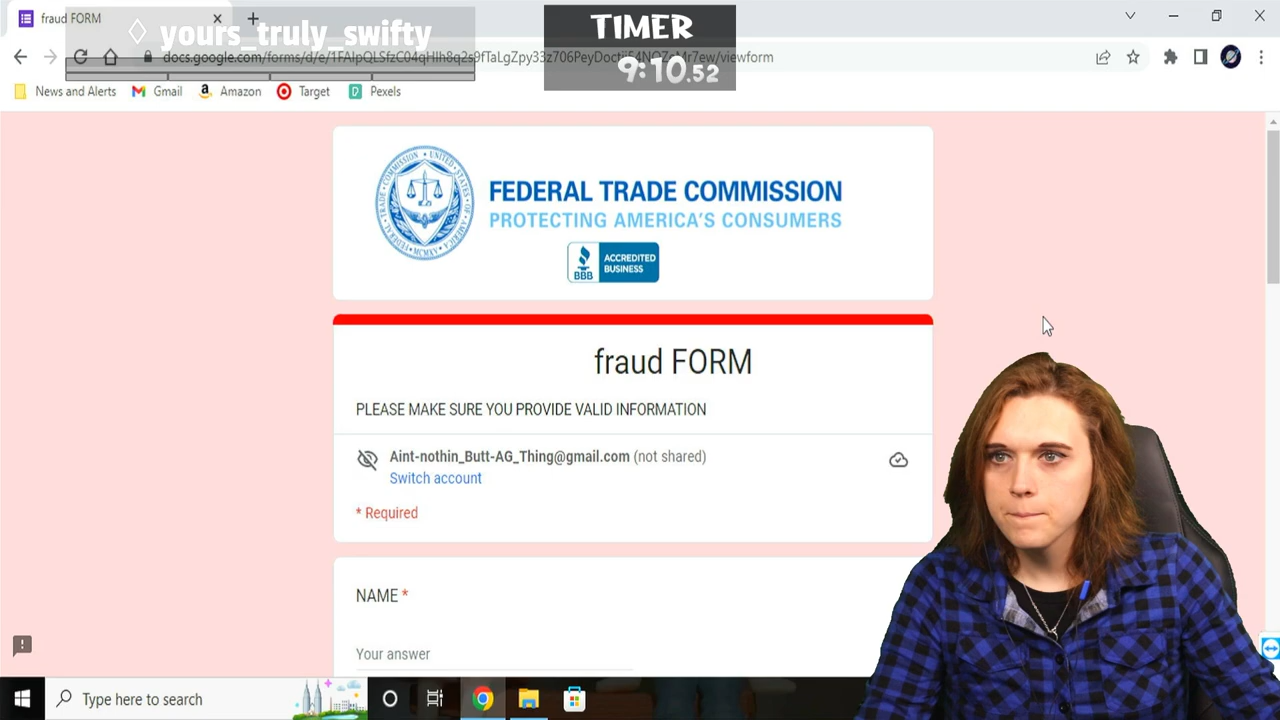 fraud FORM
yours_truly_swifty
TIMER
9:10.52
News and Alerts
Gmail
Amazon
Target
Pexels
FEDERAL TRADE COMMISSION
PROTECTING AMERICA'S CONSUMERS
BBB
ACCREDITED
BUSINESS
fraud FORM
PLEASE MAKE SURE YOU PROVIDE VALID INFORMATION
Aint-nothin_Butt-AG_Thing@gmail.com (not shared)
Switch account
* Required
NAME *
Your answer
Type here to search